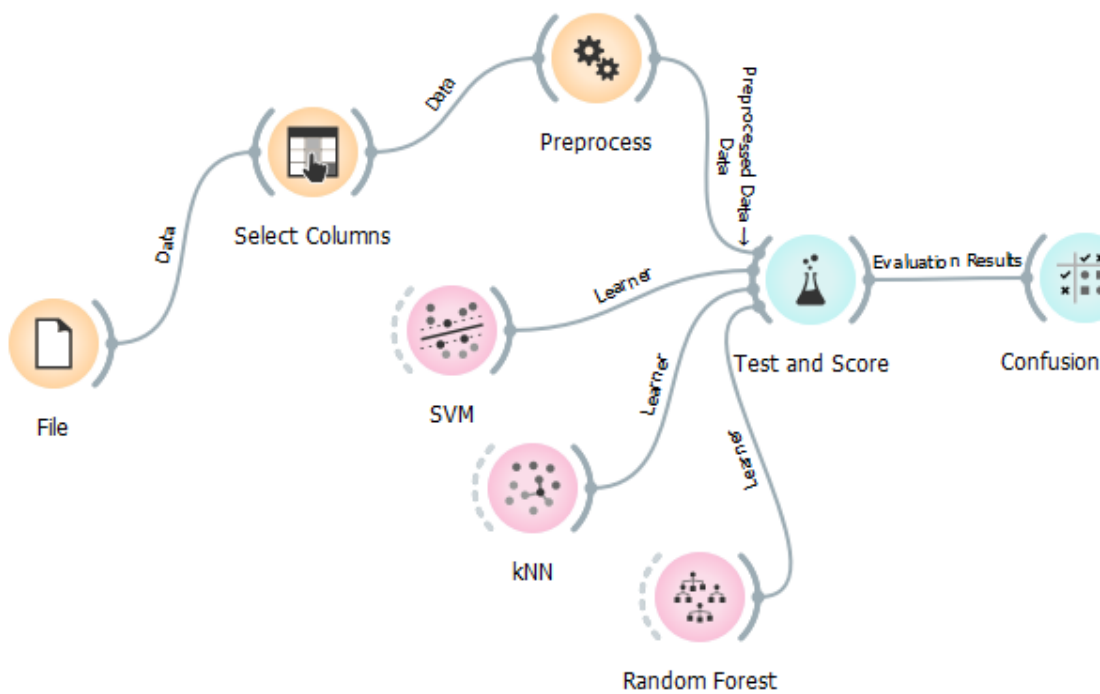 Preprocess
Data
Preprocessed Data →
Data
Select Columns
Data
Learner
Evaluation Results
Test and Score
Confusion
Learner
SVM
File
Learner
kNN
Random Forest